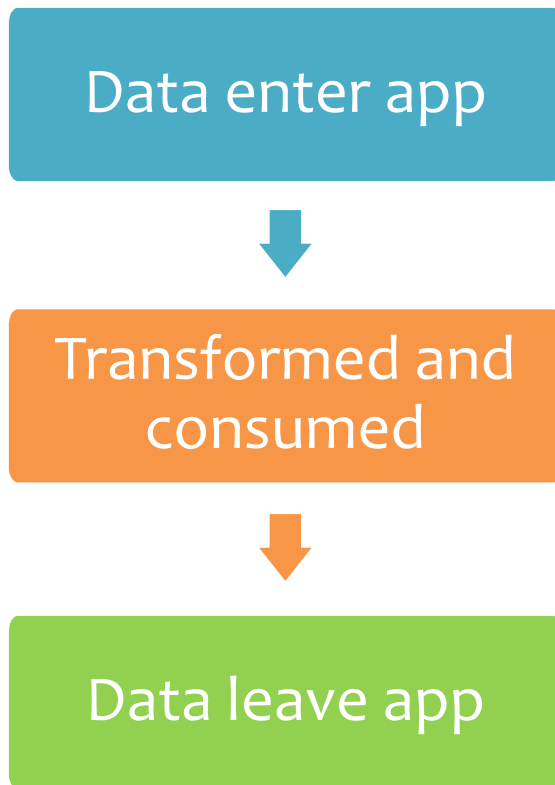 Data enter app
Transformed and
consumed
Data leave app